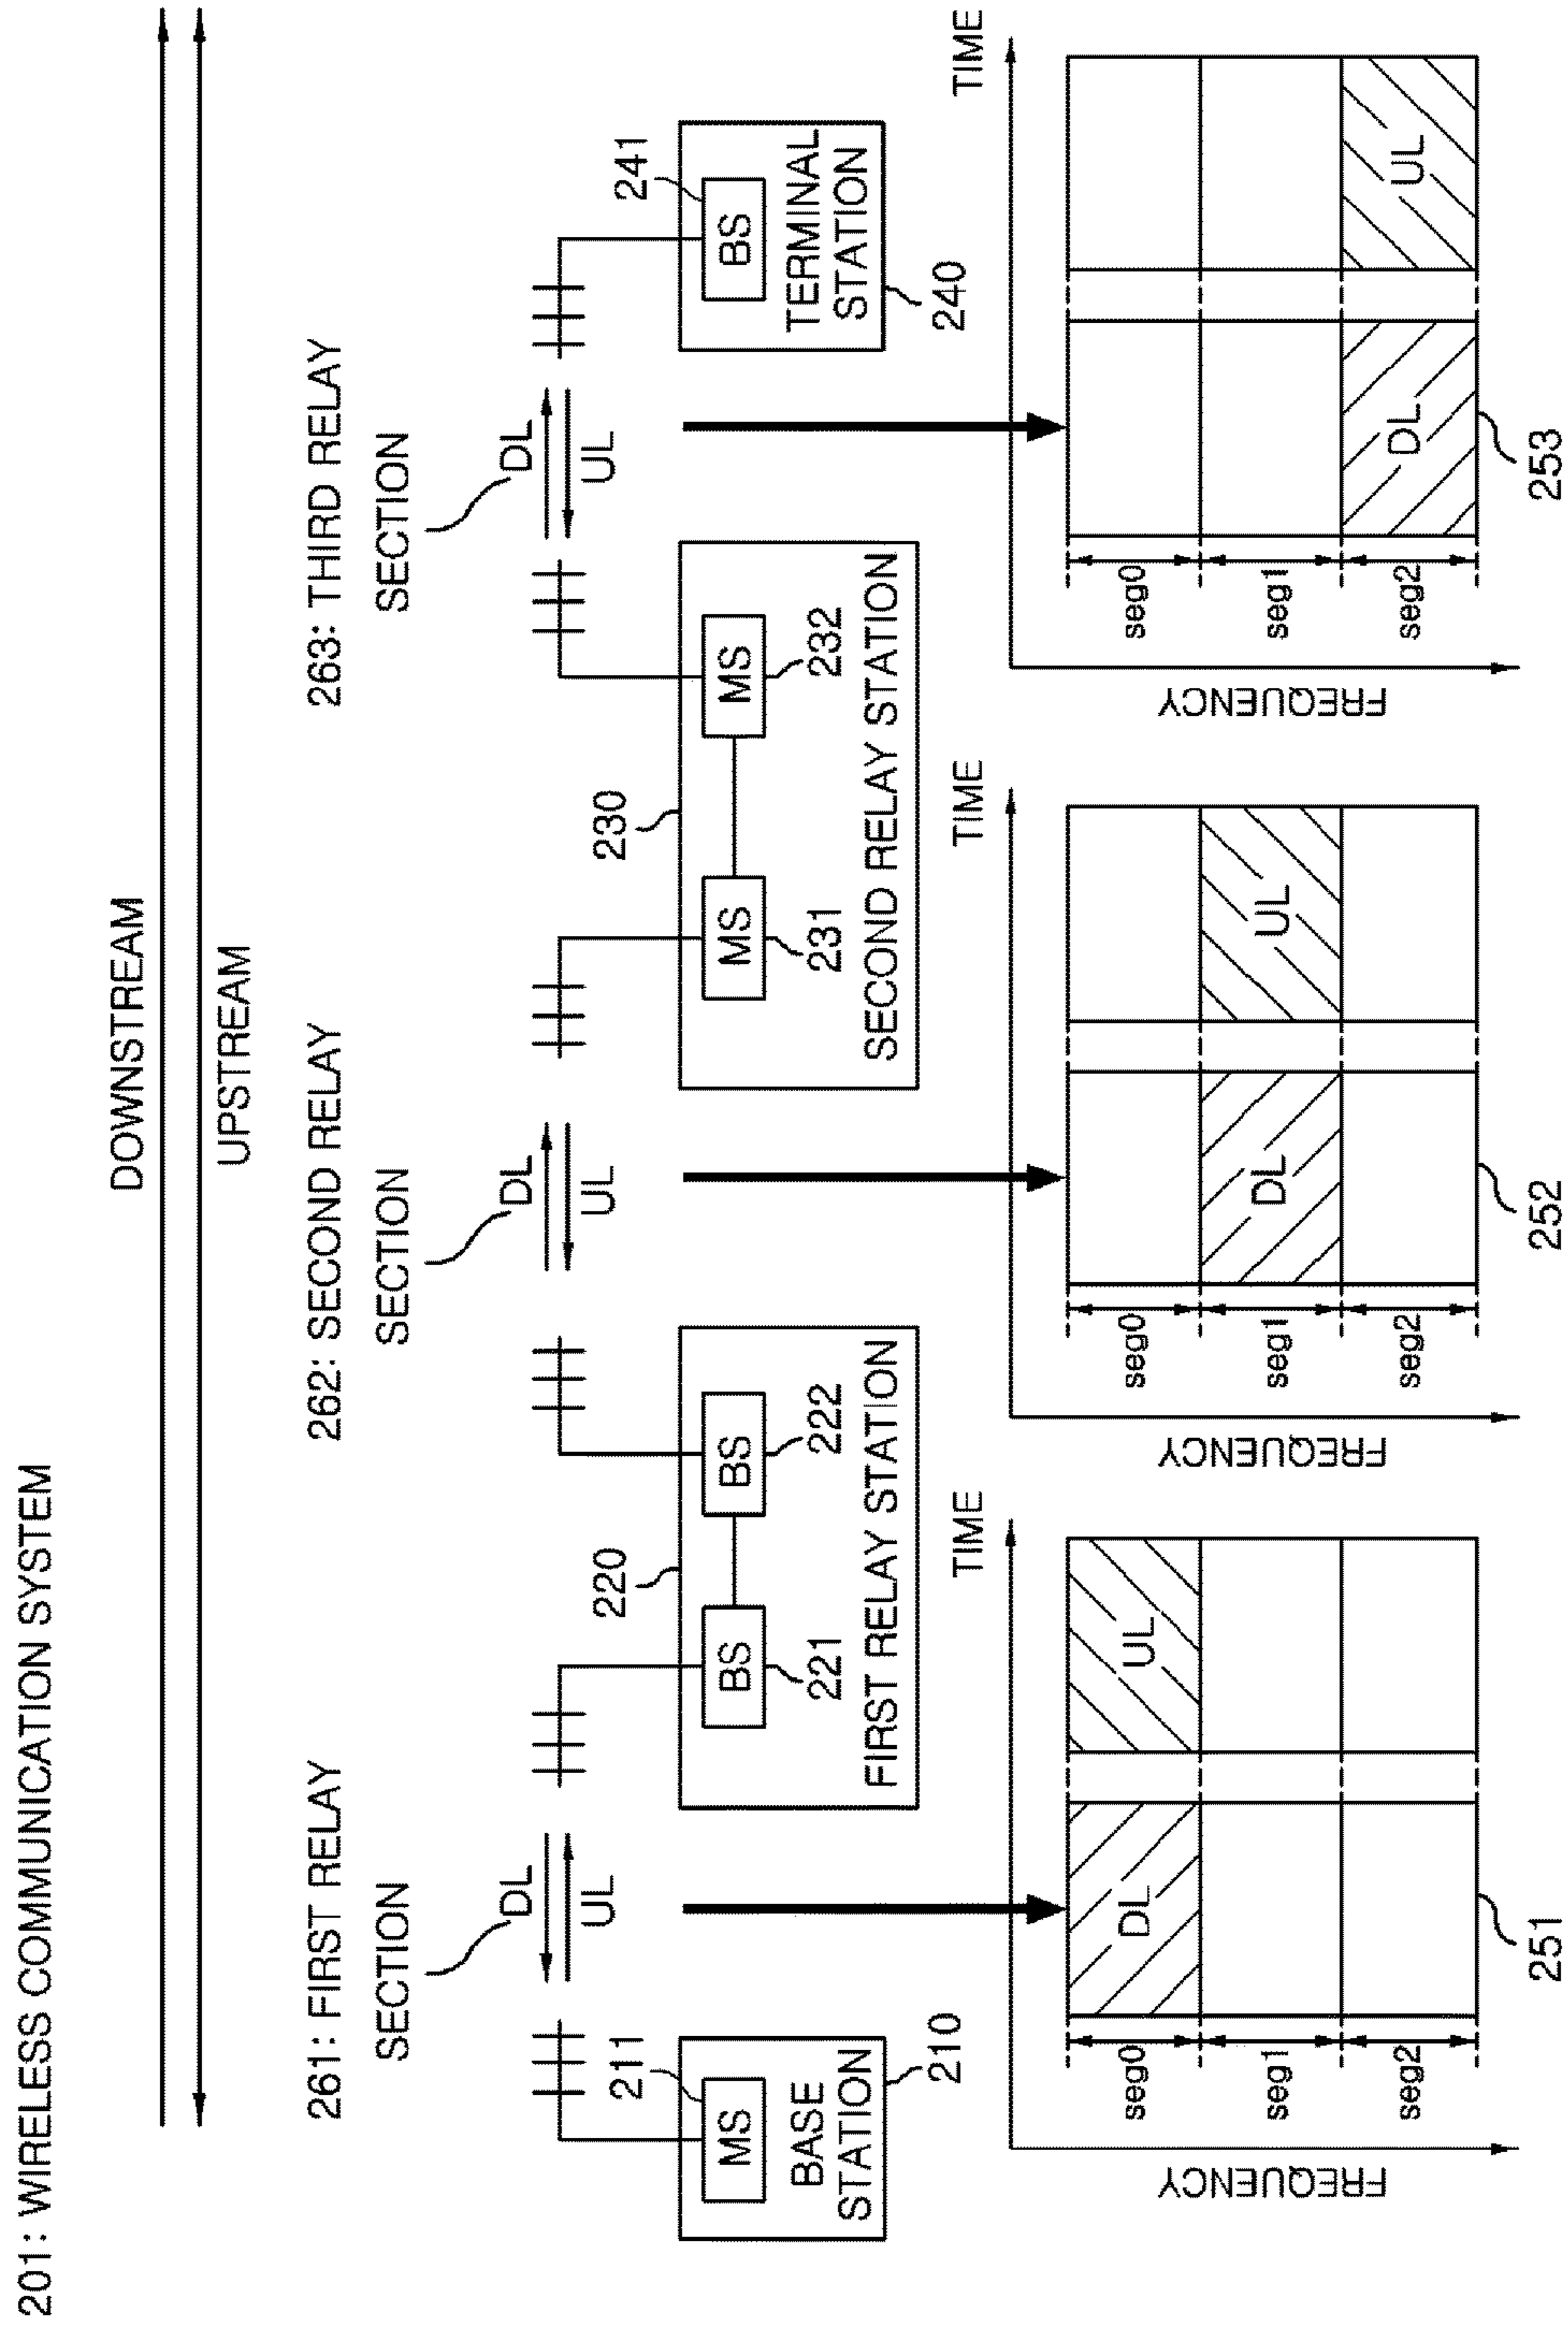 201: WIRELESS COMMUNICATION SYSTEM
DOWNSTREAM
UPSTREAM
261: FIRST RELAY
SECTION
262: SECOND RELAY
SECTION
263: THIRD RELAY
SECTION
DL
UL
DL
UL
DL
UL
211
MS
BASE
STATION
210
220
BS
BS
221
222
FIRST RELAY STATION
230
MS
MS
231
232
SECOND RELAY STATION
241
BS
TERMINAL
STATION
240
TIME
FREQUENCY
seg0
seg1
seg2
DL
UL
251
TIME
FREQUENCY
seg0
seg1
seg2
DL
UL
252
TIME
FREQUENCY
seg0
seg1
seg2
DL
UL
253